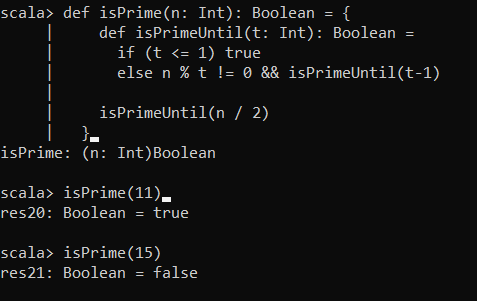 scala> def isPrime(n: Int): Boolean = {
     |     def isPrimeUntil(t: Int): Boolean =
     |       if (t <= 1) true
     |       else n % t != 0 && isPrimeUntil(t-1)
     |
     |     isPrimeUntil(n / 2)
     |   }
isPrime: (n: Int)Boolean

scala> isPrime(11)
res20: Boolean = true

scala> isPrime(15)
res21: Boolean = false